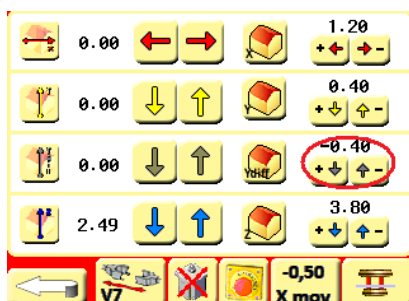 1.20
0.00 X + -
0.40
0.00 Y + -
-0.40
0.00 Ydiff + -
3.80
2.49 Z + -
V7 -0,50
X mov